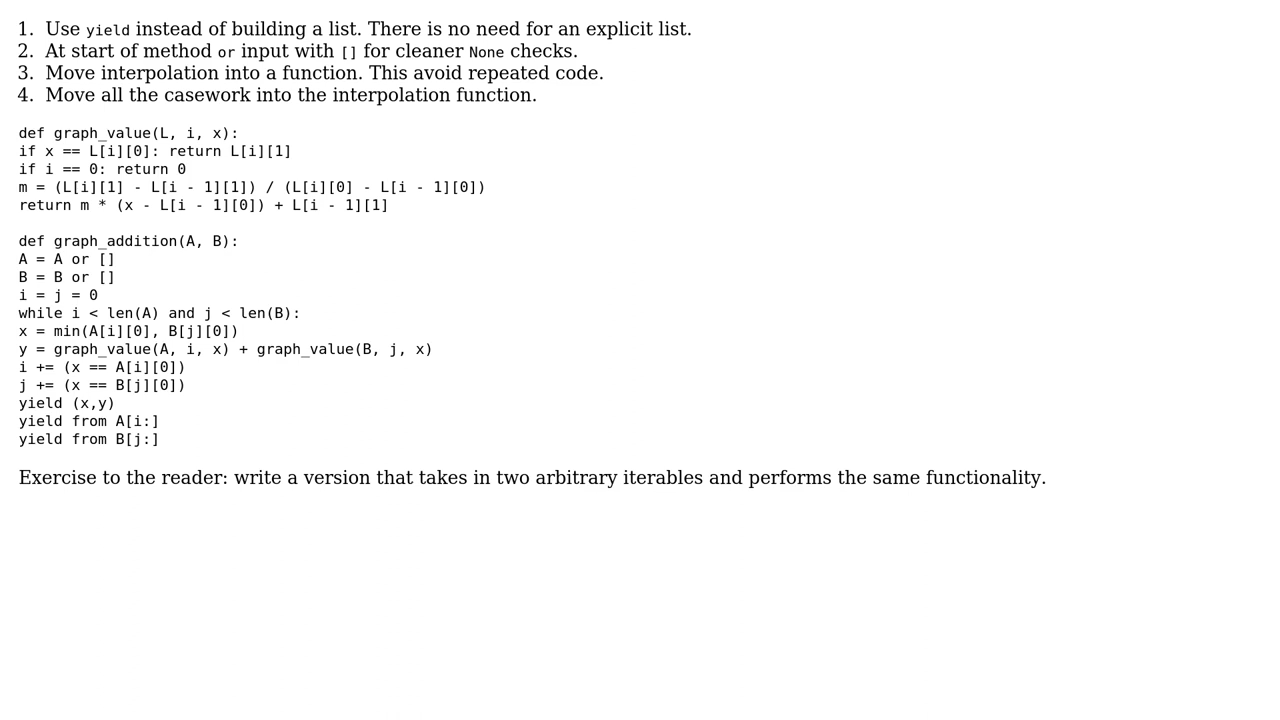 1. Use yield instead of building a list. There is no need for an explicit list.
2. At start of method or input with [] for cleaner None checks.
3. Move interpolation into a function. This avoid repeated code.
4. Move all the casework into the interpolation function.
def graph_value(L, i, x):
if x == L[i][0]: return L[i][1]
if i == 0: return 0
m = (L[i][1] - L[i - 1][1]) / (L[i][0] - L[i - 1][0])
return m * (x - L[i - 1][0]) + L[i - 1][1]
def graph_addition(A, B):
A = A or []
B = B or []
i = j = 0
while i < len(A) and j < len(B):
x = min(A[i][0], B[j][0])
y = graph_value(A, i, x) + graph_value(B, j, x)
i += (x == A[i][0])
j += (x == B[j][0])
yield (x,y)
yield from A[i:]
yield from B[j:]
Exercise to the reader: write a version that takes in two arbitrary iterables and performs the same functionality.